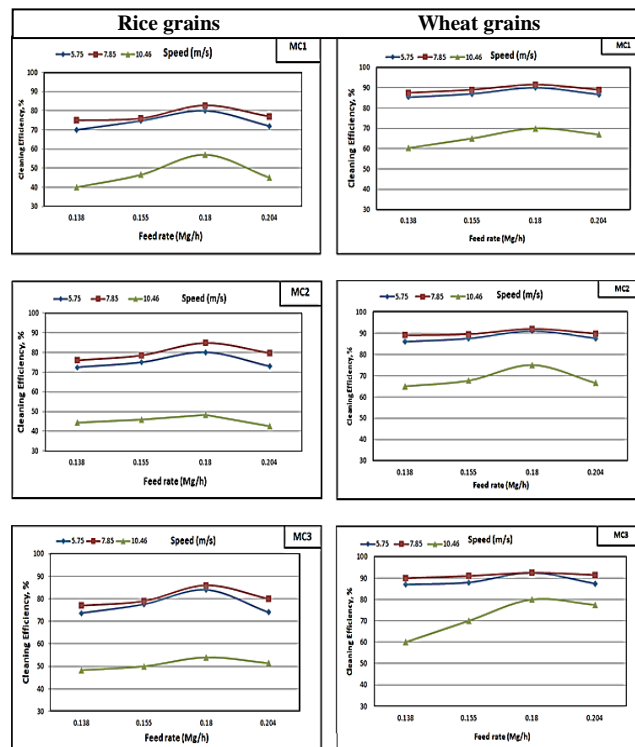 Rice grains
Wheat grains
MC1
Speed (m/s)
5.75 7.85 10.46
Cleaning Efficiency, %
100
90
80
70
60
50
40
30
0.138 0.155 0.18 0.204
Feed rate (Mg/h)
MC1
Speed (m/s)
5.75 7.85 10.46
Cleaning Efficiency, %
100
90
80
70
60
50
40
30
0.138 0.155 0.18 0.204
Feed rate (Mg/h)
MC2
5.75 7.85 10.46 Speed (m/s)
Cleaning Efficiency, %
100
90
80
70
60
50
40
30
0.138 0.155 0.18 0.204
Feed rate (Mg/h)
MC2
5.75 7.85 10.46 Speed (m/s)
Cleaning Efficiency, %
100
90
80
70
60
50
40
30
0.138 0.155 0.18 0.204
Feed rate (Mg/h)
MC3
5.75 7.85 10.46 Speed (m/s)
Cleaning Efficiency, %
100
90
80
70
60
50
40
30
0.138 0.155 0.18 0.204
Feed rate (Mg/h)
MC3
5.75 7.85 10.46 Speed (m/s)
Cleaning Efficiency, %
100
90
80
70
60
50
40
30
0.138 0.155 0.18 0.204
Feed rate (Mg/h)